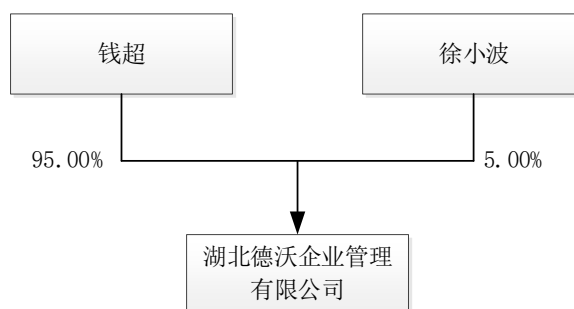 钱超
徐小波
95.00%
5.00%
湖北德沃企业管理
有限公司